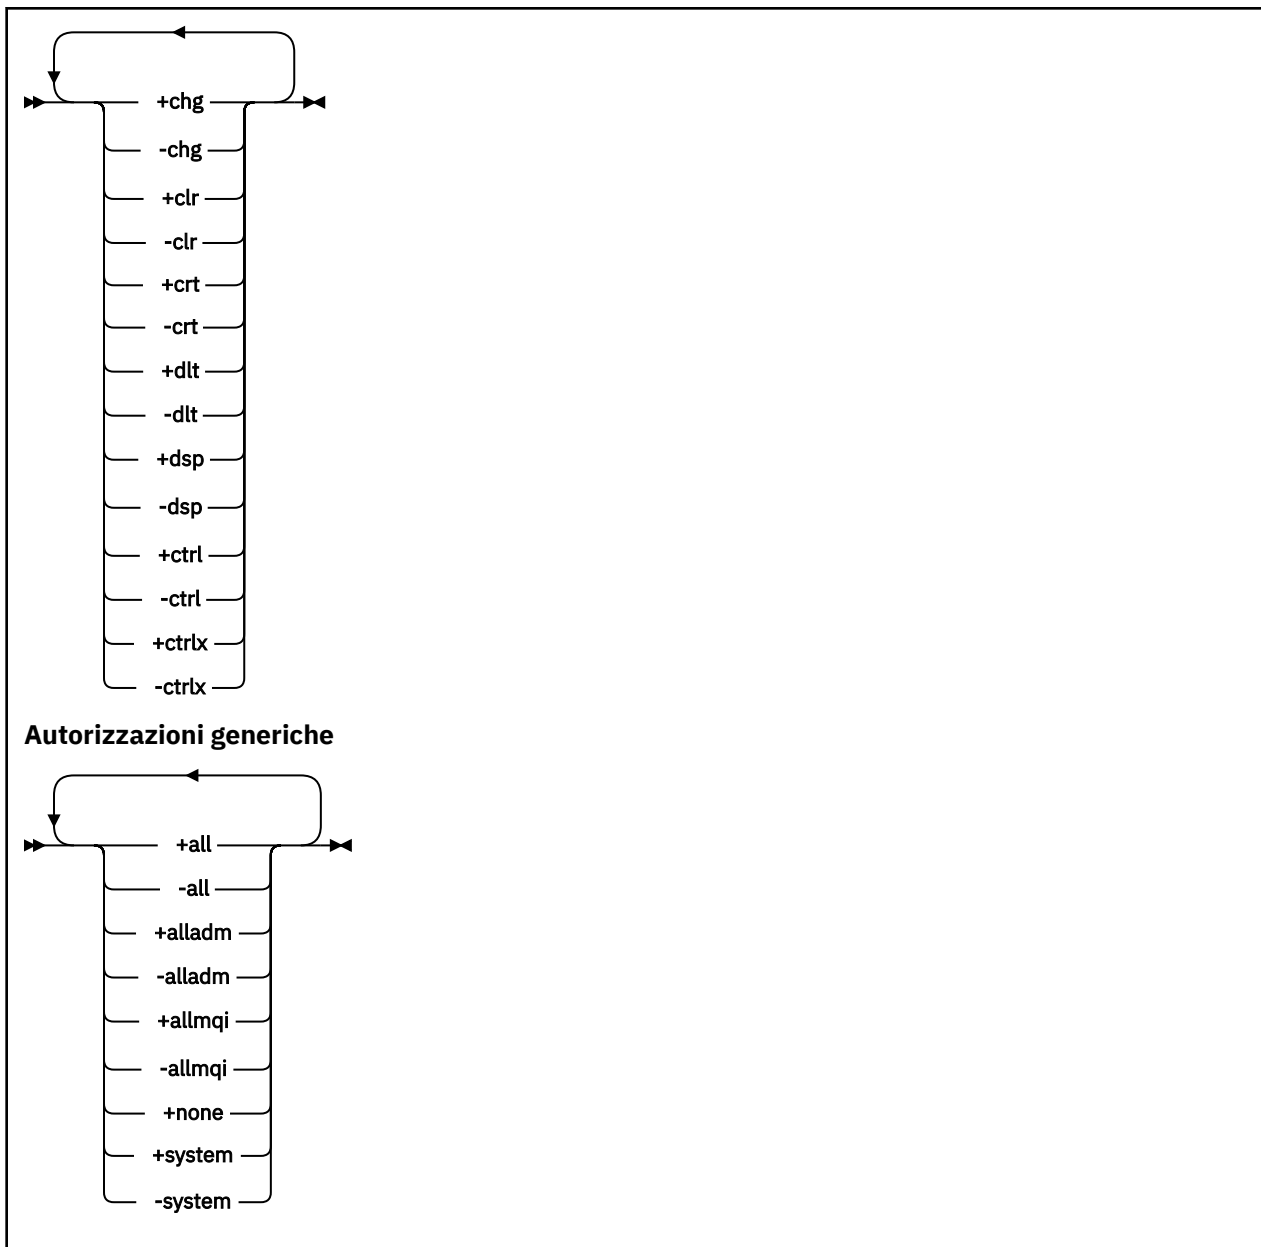 +chg
-chg
+clr
-clr
+crt
-crt
+dlt
-dlt
+dsp
-dsp
+ctrl
-ctrl
+ctrlx
-ctrlx
Autorizzazioni generiche
+all
-all
+alladm
-alladm
+allmqi
-allmqi
+none
+system
-system